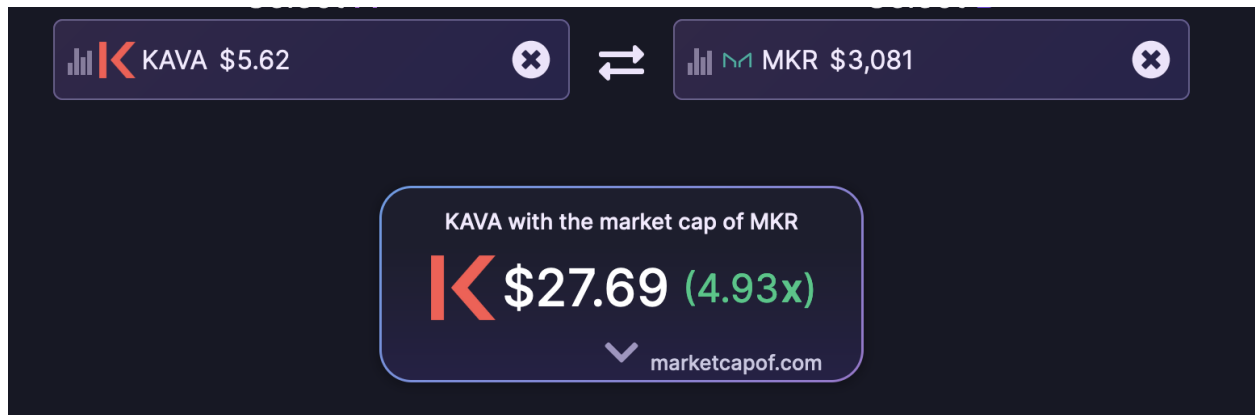 KAVA $5.62
MKR $3,081
KAVA with the market cap of MKR
$27.69 (4.93x)
marketcapof.com